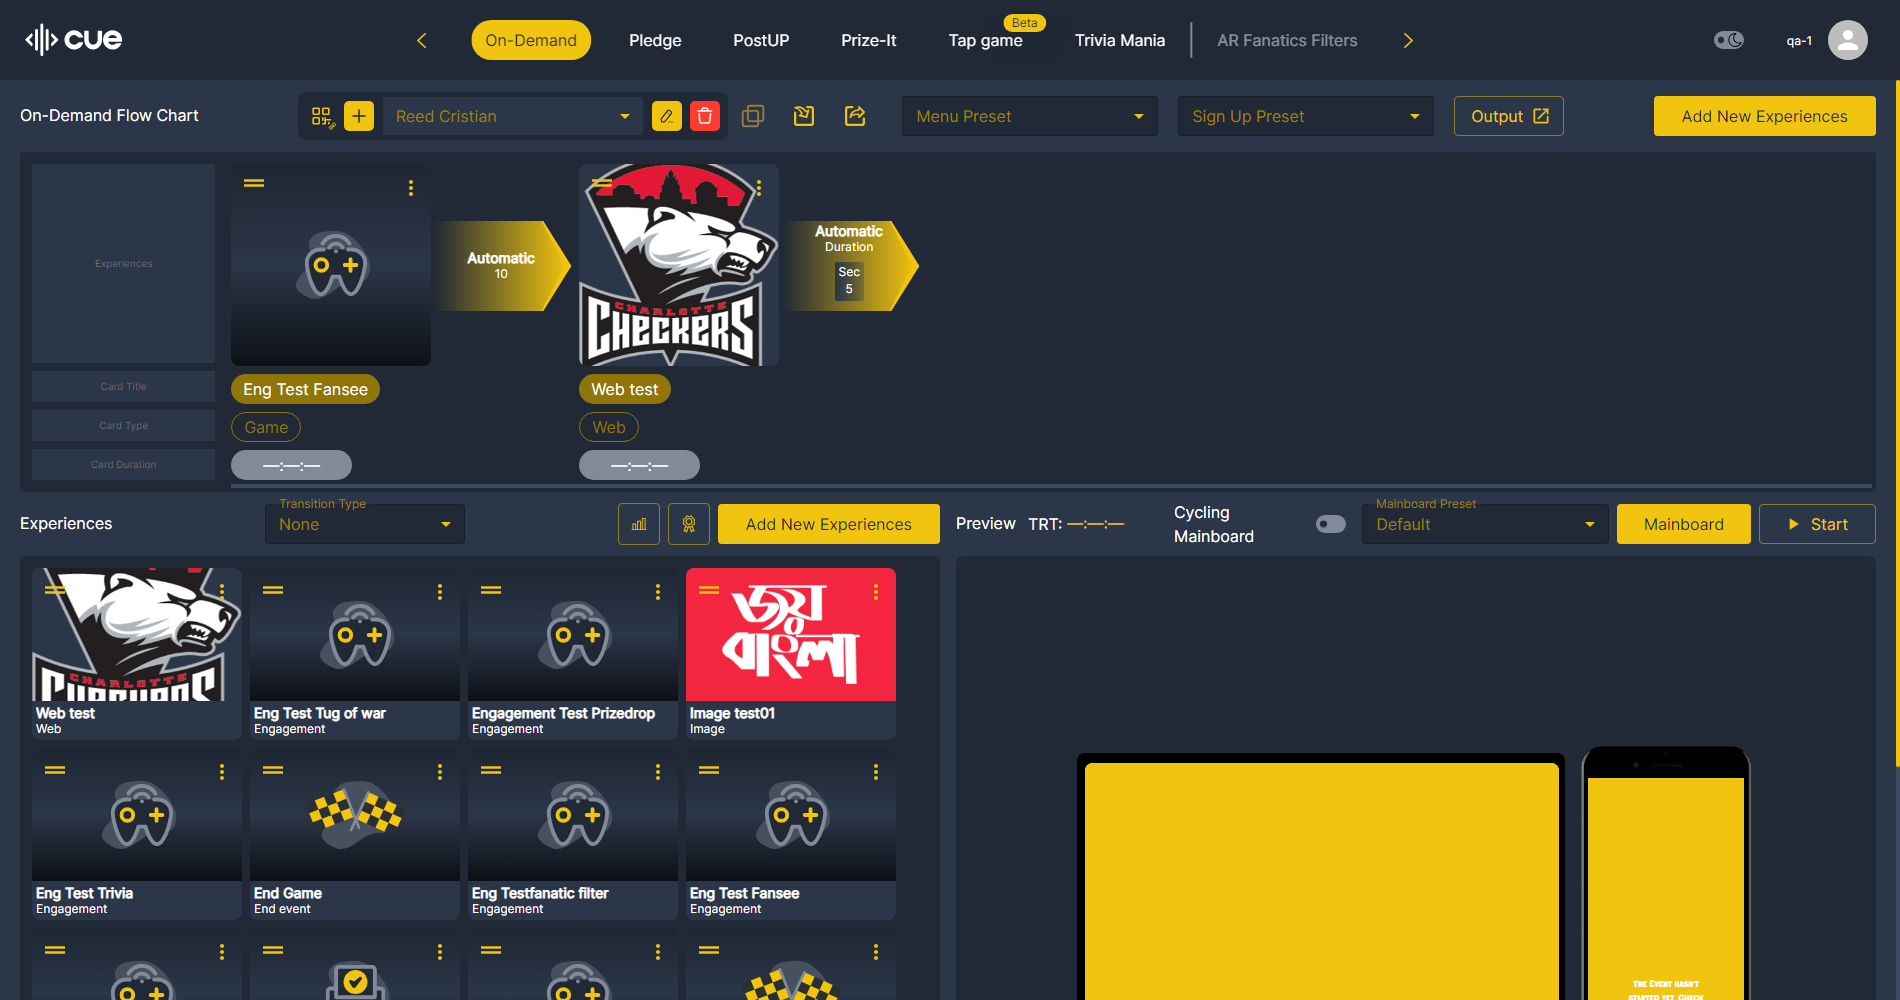 cue
On-Demand
Pledge
PostUP
Prize-It
Tap game
Beta
Trivia Mania
AR Fanatics Filters
qa-1
On-Demand Flow Chart
Reed Cristian
Menu Preset
Sign Up Preset
Output
Add New Experiences
Experiences
Automatic
10
CHARLOTTE
CHECKERS
Automatic
Duration
Sec
5
Card Title
Eng Test Fansee
Web test
Card Type
Game
Web
Card Duration
—:—:—
—:—:—
Experiences
Transition Type
None
Add New Experiences
Preview
TRT: —:—:—
Cycling
Mainboard
Mainboard Preset
Default
Mainboard
Start
CHARLOTTE
CHECKERS
Web test
Web
Eng Test Tug of war
Engagement
Engagement Test Prizedrop
Engagement
জয়
বাংলা
Image test01
Image
Eng Test Trivia
Engagement
End Game
End event
Eng Testfanatic filter
Engagement
Eng Test Fansee
Engagement
The Event hasn't
started yet. Check